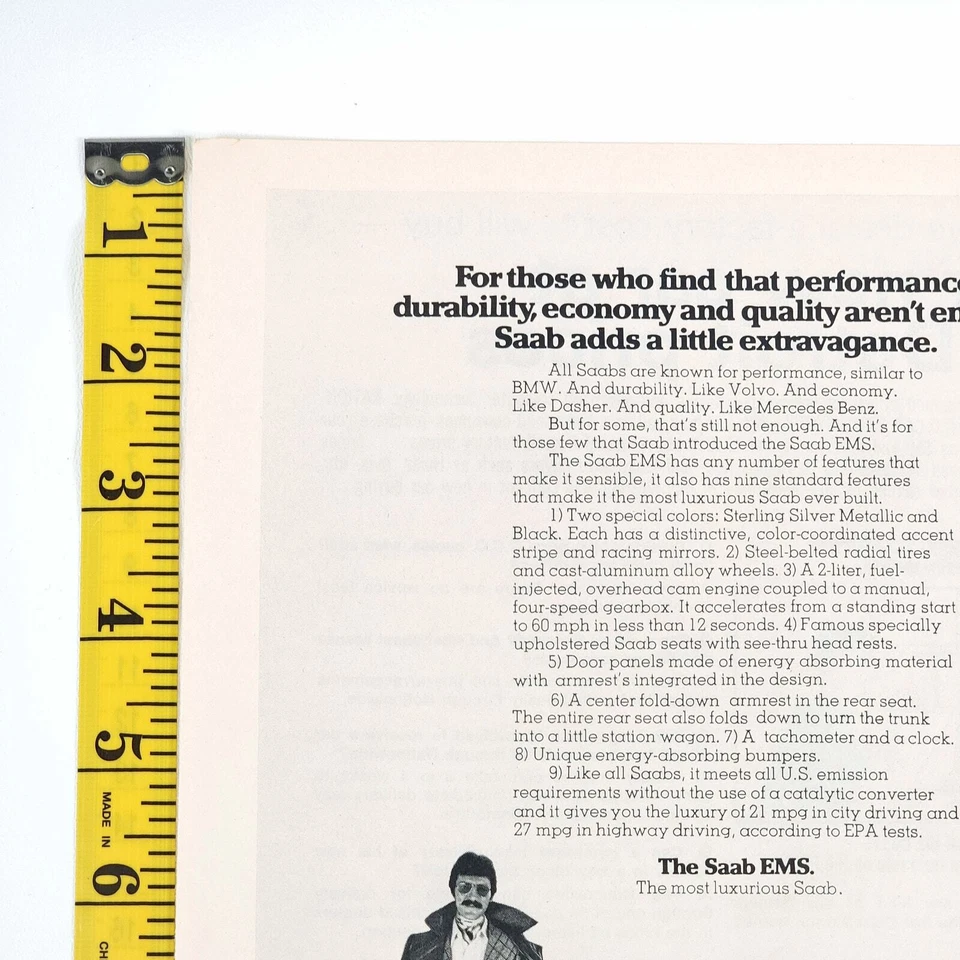 1
2
3
4
5
MADE IN
6
For those who find that performanc
durability, economy and quality aren't en
Saab adds a little extravagance.
All Saabs are known for performance, similar to
BMW. And durability. Like Volvo. And economy.
Like Dasher. And quality. Like Mercedes Benz.
But for some, that's still not enough. And it's for
those few that Saab introduced the Saab EMS.
The Saab EMS has any number of features that
make it sensible, it also has nine standard features
that make it the most luxurious Saab ever built.
1) Two special colors: Sterling Silver Metallic and
Black. Each has a distinctive, color-coordinated accent
stripe and racing mirrors. 2) Steel-belted radial tires
and cast-aluminum alloy wheels. 3) A 2-liter, fuel-
injected, overhead cam engine coupled to a manual,
four-speed gearbox. It accelerates from a standing start
to 60 mph in less than 12 seconds. 4) Famous specially
upholstered Saab seats with see-thru head rests.
5) Door panels made of energy absorbing material
with armrest's integrated in the design.
6) A center fold-down armrest in the rear seat.
The entire rear seat also folds down to turn the trunk
into a little station wagon. 7) A tachometer and a clock.
8) Unique energy-absorbing bumpers.
9) Like all Saabs, it meets all U.S. emission
requirements without the use of a catalytic converter
and it gives you the luxury of 21 mpg in city driving and
27 mpg in highway driving, according to EPA tests.
The Saab EMS.
The most luxurious Saab.